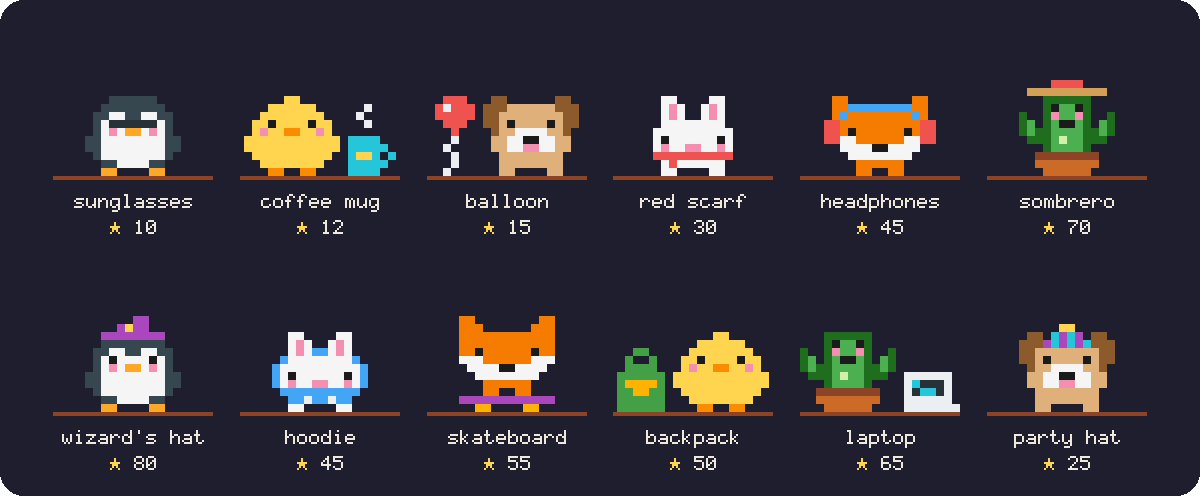 sunglasses
★ 10
coffee mug
★ 12
balloon
★ 15
red scarf
★ 30
headphones
★ 45
sombrero
★ 70
wizard's hat
★ 80
hoodie
★ 45
skateboard
★ 55
backpack
★ 50
laptop
★ 65
party hat
★ 25